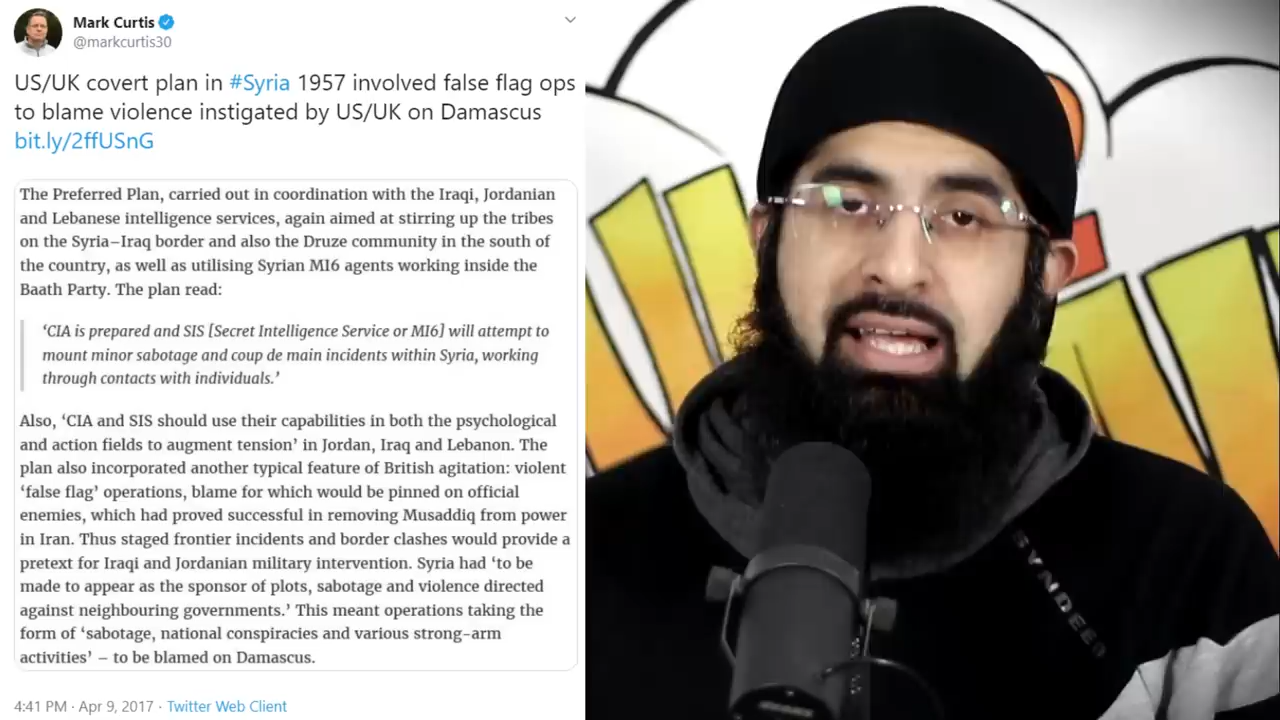 Mark Curtis
@markcurtis30
US/UK covert plan in #Syria 1957 involved false flag ops
to blame violence instigated by US/UK on Damascus
bit.ly/2ffUSnG
The Preferred Plan, carried out in coordination with the Iraqi, Jordanian
and Lebanese intelligence services, again aimed at stirring up the tribes
on the Syria–Iraq border and also the Druze community in the south of
the country, as well as utilising Syrian MI6 agents working inside the
Baath Party. The plan read:
‘CIA is prepared and SIS [Secret Intelligence Service or MI6] will attempt to
mount minor sabotage and coup de main incidents within Syria, working
through contacts with individuals.’
Also, ‘CIA and SIS should use their capabilities in both the psychological
and action fields to augment tension’ in Jordan, Iraq and Lebanon. The
plan also incorporated another typical feature of British agitation: violent
‘false flag’ operations, blame for which would be pinned on official
enemies, which had proved successful in removing Musaddiq from power
in Iran. Thus staged frontier incidents and border clashes would provide a
pretext for Iraqi and Jordanian military intervention. Syria had ‘to be
made to appear as the sponsor of plots, sabotage and violence directed
against neighbouring governments.’ This meant operations taking the
form of ‘sabotage, national conspiracies and various strong-arm
activities’ – to be blamed on Damascus.
4:41 PM · Apr 9, 2017 · Twitter Web Client